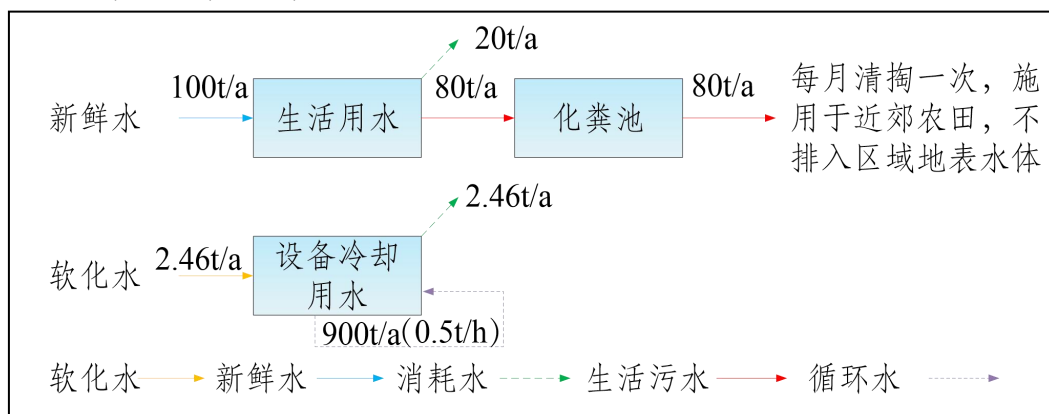 20t/a
新鲜水 100t/a 生活用水 80t/a 化粪池 80t/a
每月清掏一次，施
用于近郊农田，不
排入区域地表水体
2.46t/a
软化水 2.46t/a
设备冷却
用水
900t/a(0.5t/h)
软化水 新鲜水 消耗水 生活污水 循环水